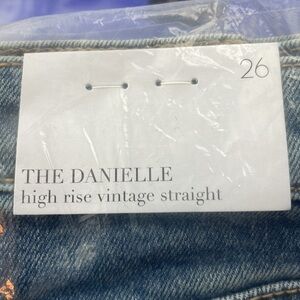 26
THE DANIELLE
high rise vintage straight